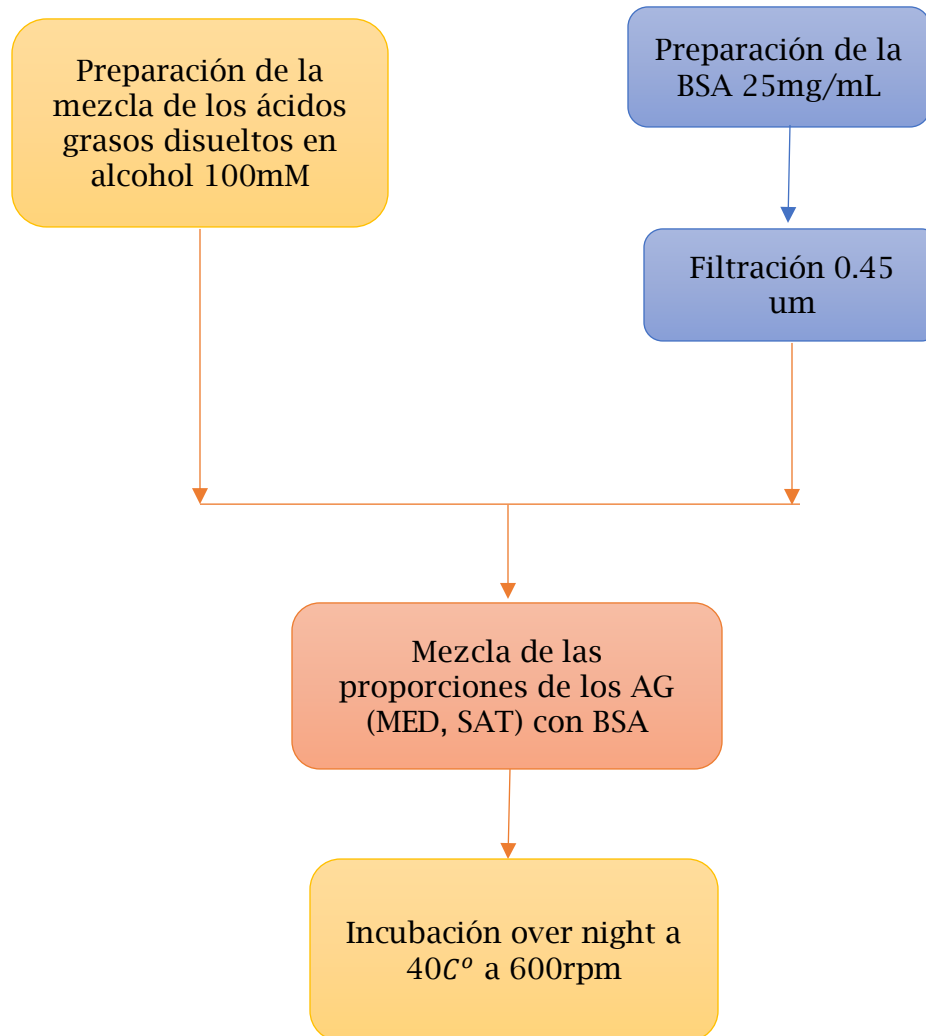 Preparación de la
mezcla de los ácidos
grasos disueltos en
alcohol 100mM
Preparación de la
BSA 25mg/mL
Filtración 0.45
um
Mezcla de las
proporciones de los AG
(MED, SAT) con BSA
Incubación over night a
40Cº a 600rpm